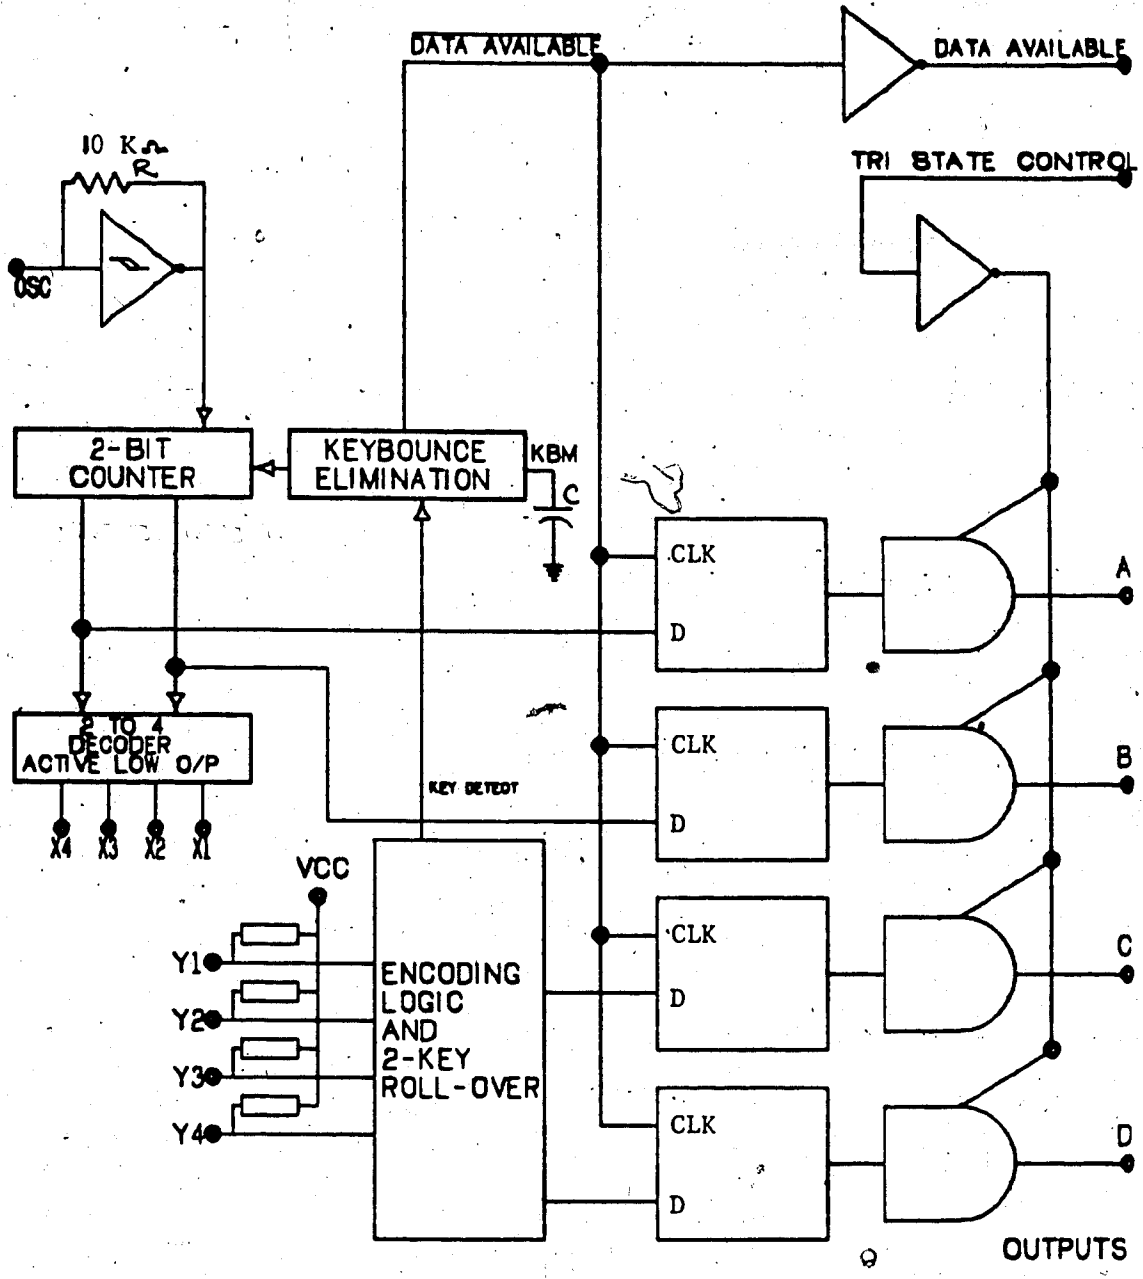 DATA AVAILABLE
DATA AVAILABLE
10 KΩ
R
TRI STATE CONTROL
OSC
2-BIT
COUNTER
KEYBOUNCE
ELIMINATION
KBM
C
CLK
D
A
2 TO 4
DECODER
ACTIVE LOW O/P
X4 X3 X2 X1
KEY DETECT
CLK
D
B
VCC
Y1
Y2
Y3
Y4
ENCODING
LOGIC
AND
2-KEY
ROLL-OVER
CLK
D
C
CLK
D
D
OUTPUTS